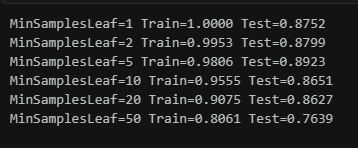 MinSamplesLeaf=1 Train=1.0000 Test=0.8752
MinSamplesLeaf=2 Train=0.9953 Test=0.8799
MinSamplesLeaf=5 Train=0.9806 Test=0.8923
MinSamplesLeaf=10 Train=0.9555 Test=0.8651
MinSamplesLeaf=20 Train=0.9075 Test=0.8627
MinSamplesLeaf=50 Train=0.8061 Test=0.7639